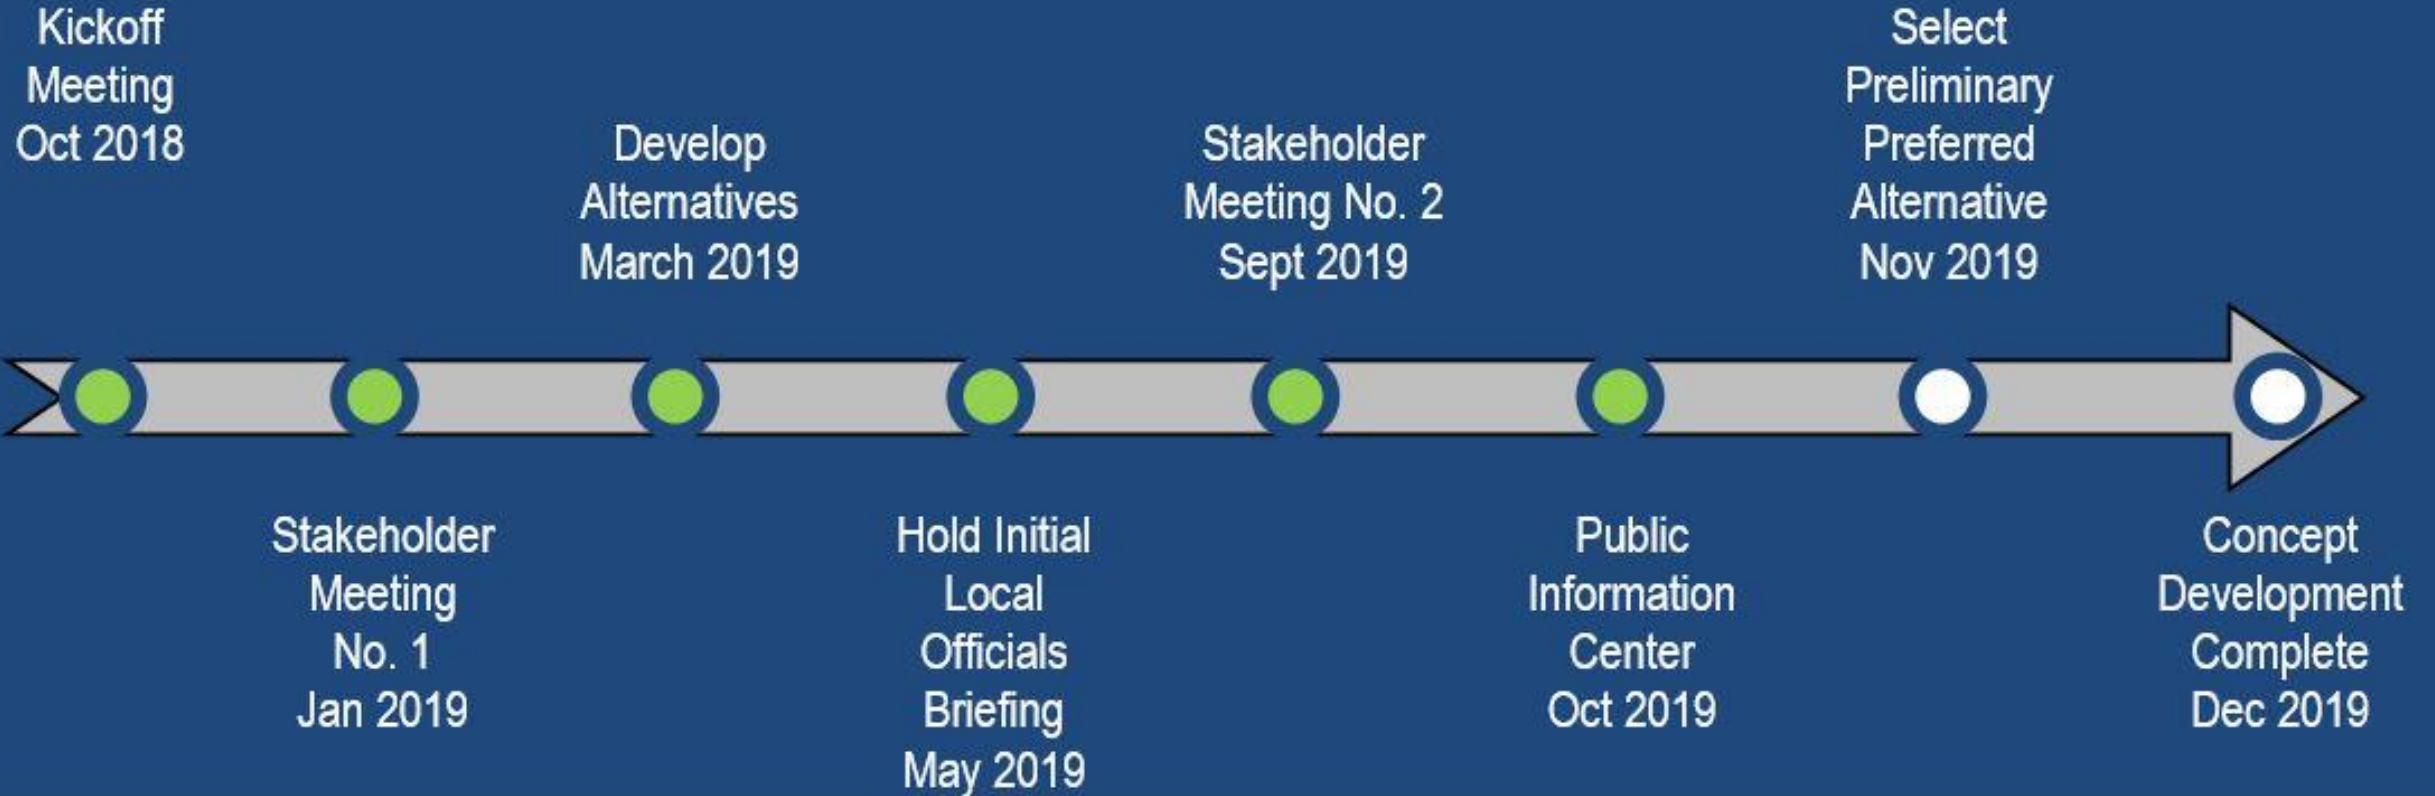 Kickoff
Meeting
Oct 2018
Stakeholder
Meeting
No. 1
Jan 2019
Develop
Alternatives
March 2019
Hold Initial
Local
Officials
Briefing
May 2019
Stakeholder
Meeting No. 2
Sept 2019
Public
Information
Center
Oct 2019
Select
Preliminary
Preferred
Alternative
Nov 2019
Concept
Development
Complete
Dec 2019